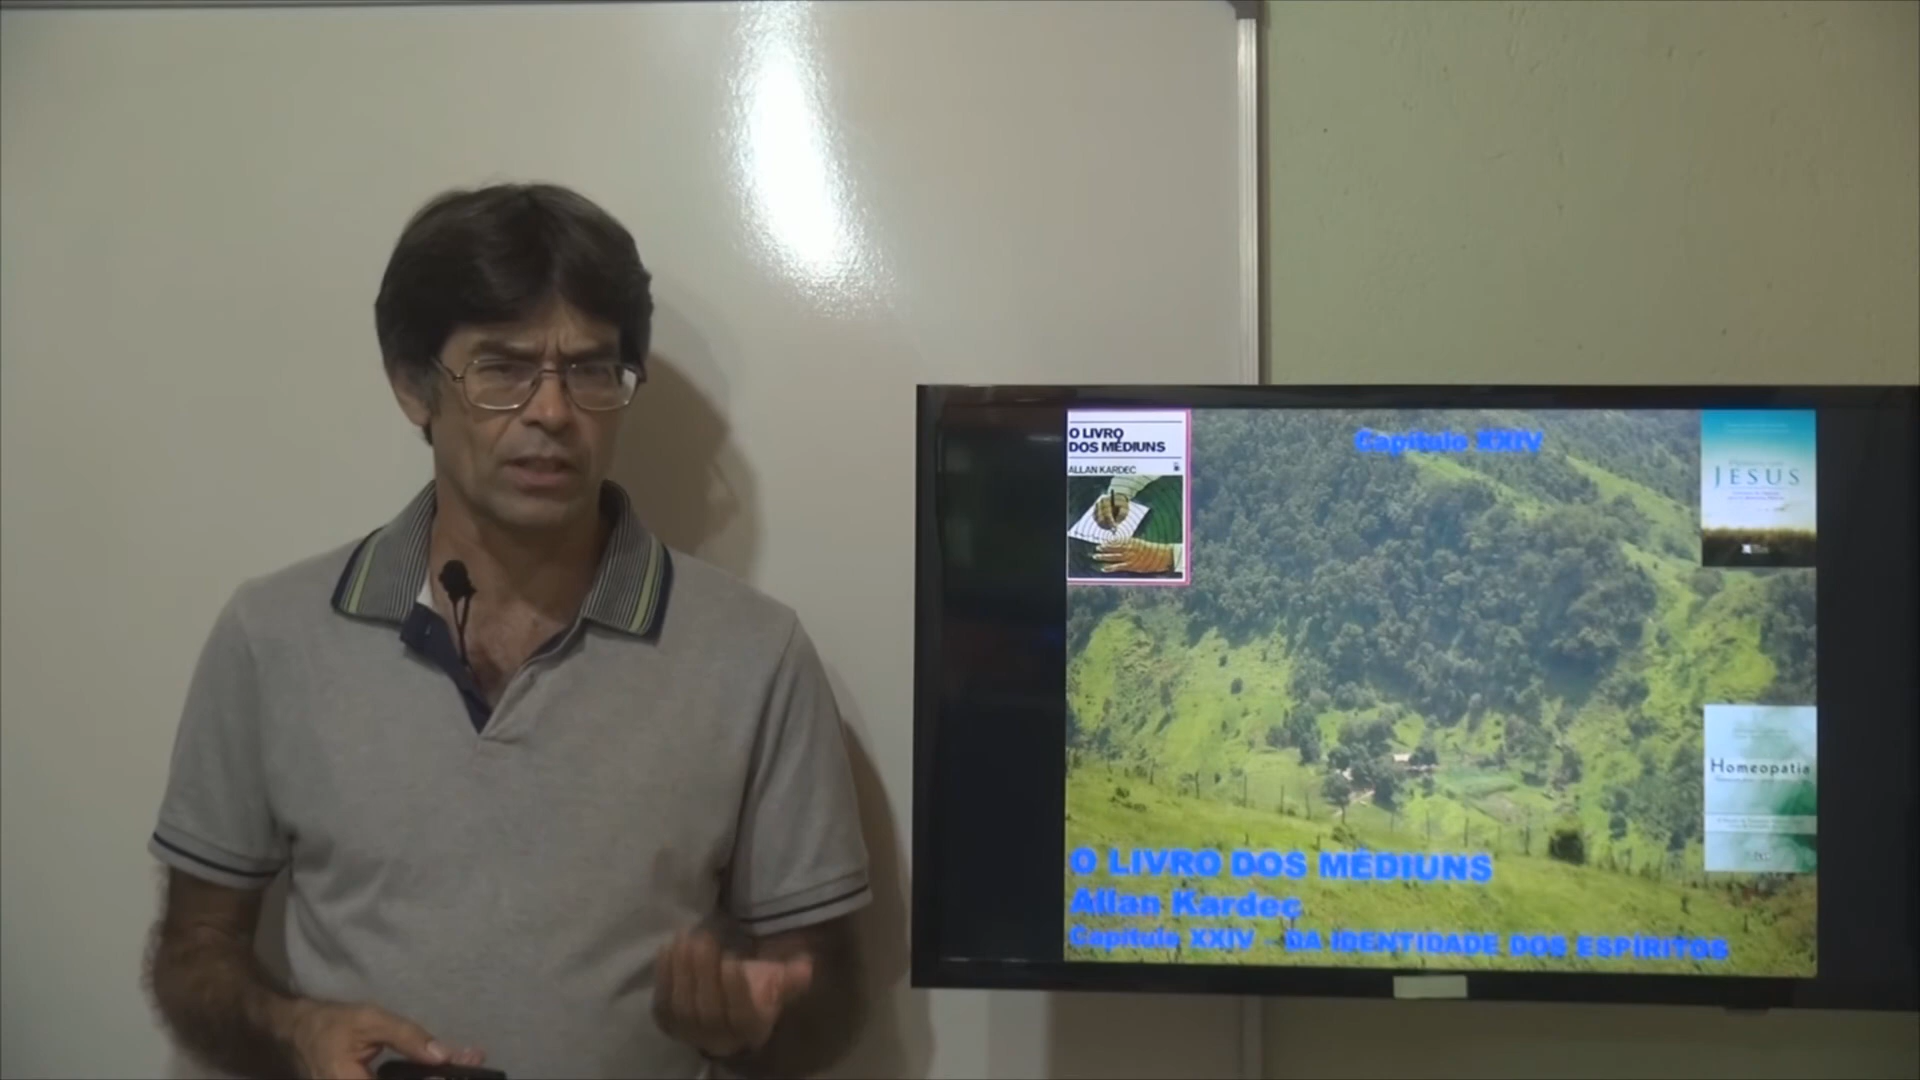 O LIVRO
DOS MÉDIUNS
ALLAN KARDEC
Capítulo XXIV
JESUS
Homeopatia
O LIVRO DOS MÉDIUNS
Allan Kardec
Capítulo XXIV - DA IDENTIDADE DOS ESPÍRITOS